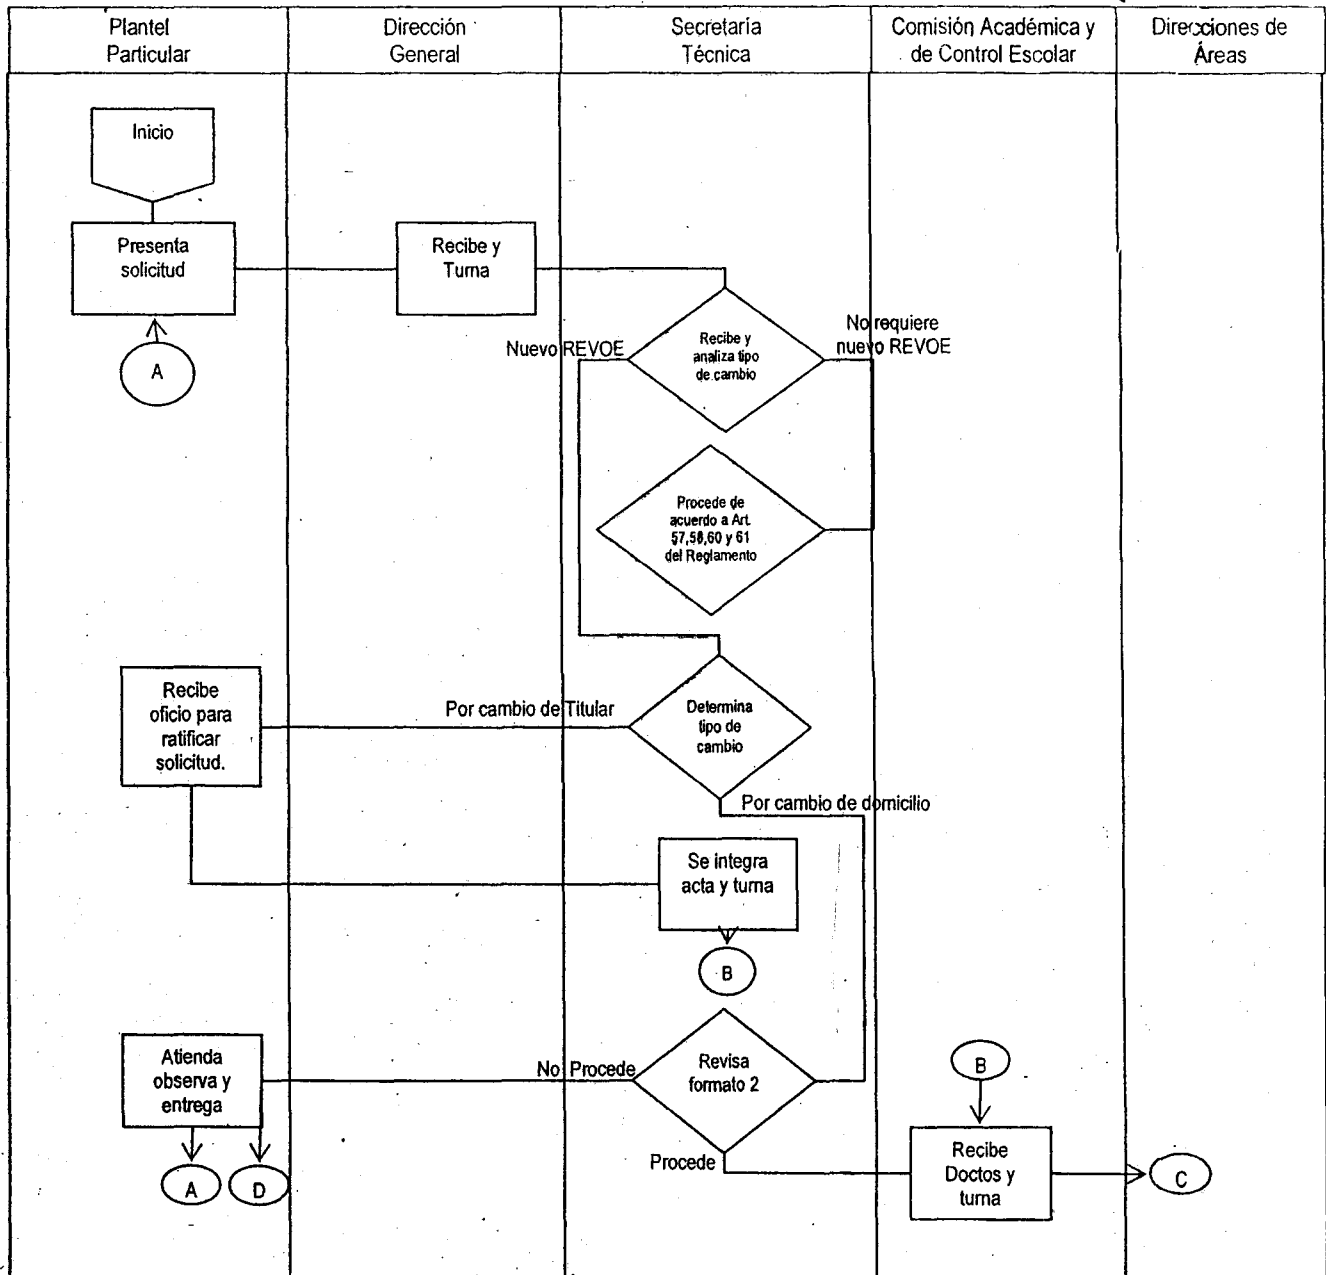 Plantel
Particular
Dirección
General
Secretaría
Técnica
Comisión Académica y
de Control Escolar
Direcciones de
Áreas
Inicio
Presenta
solicitud
Recibe y
Turna
A
Nuevo REVOE
Recibe y
analiza tipo
de cambio
No requiere
nuevo REVOE
Procede de
acuerdo a Art.
57,58,60 y 61
del Reglamento
Recibe
oficio para
ratificar
solicitud.
Por cambio de Titular
Determina
tipo de
cambio
Por cambio de domicilio
Se integra
acta y turna
B
Atienda
observa y
entrega
No Procede
Revisa
formato 2
B
Procede
Recibe
Doctos y
turna
A
D
C